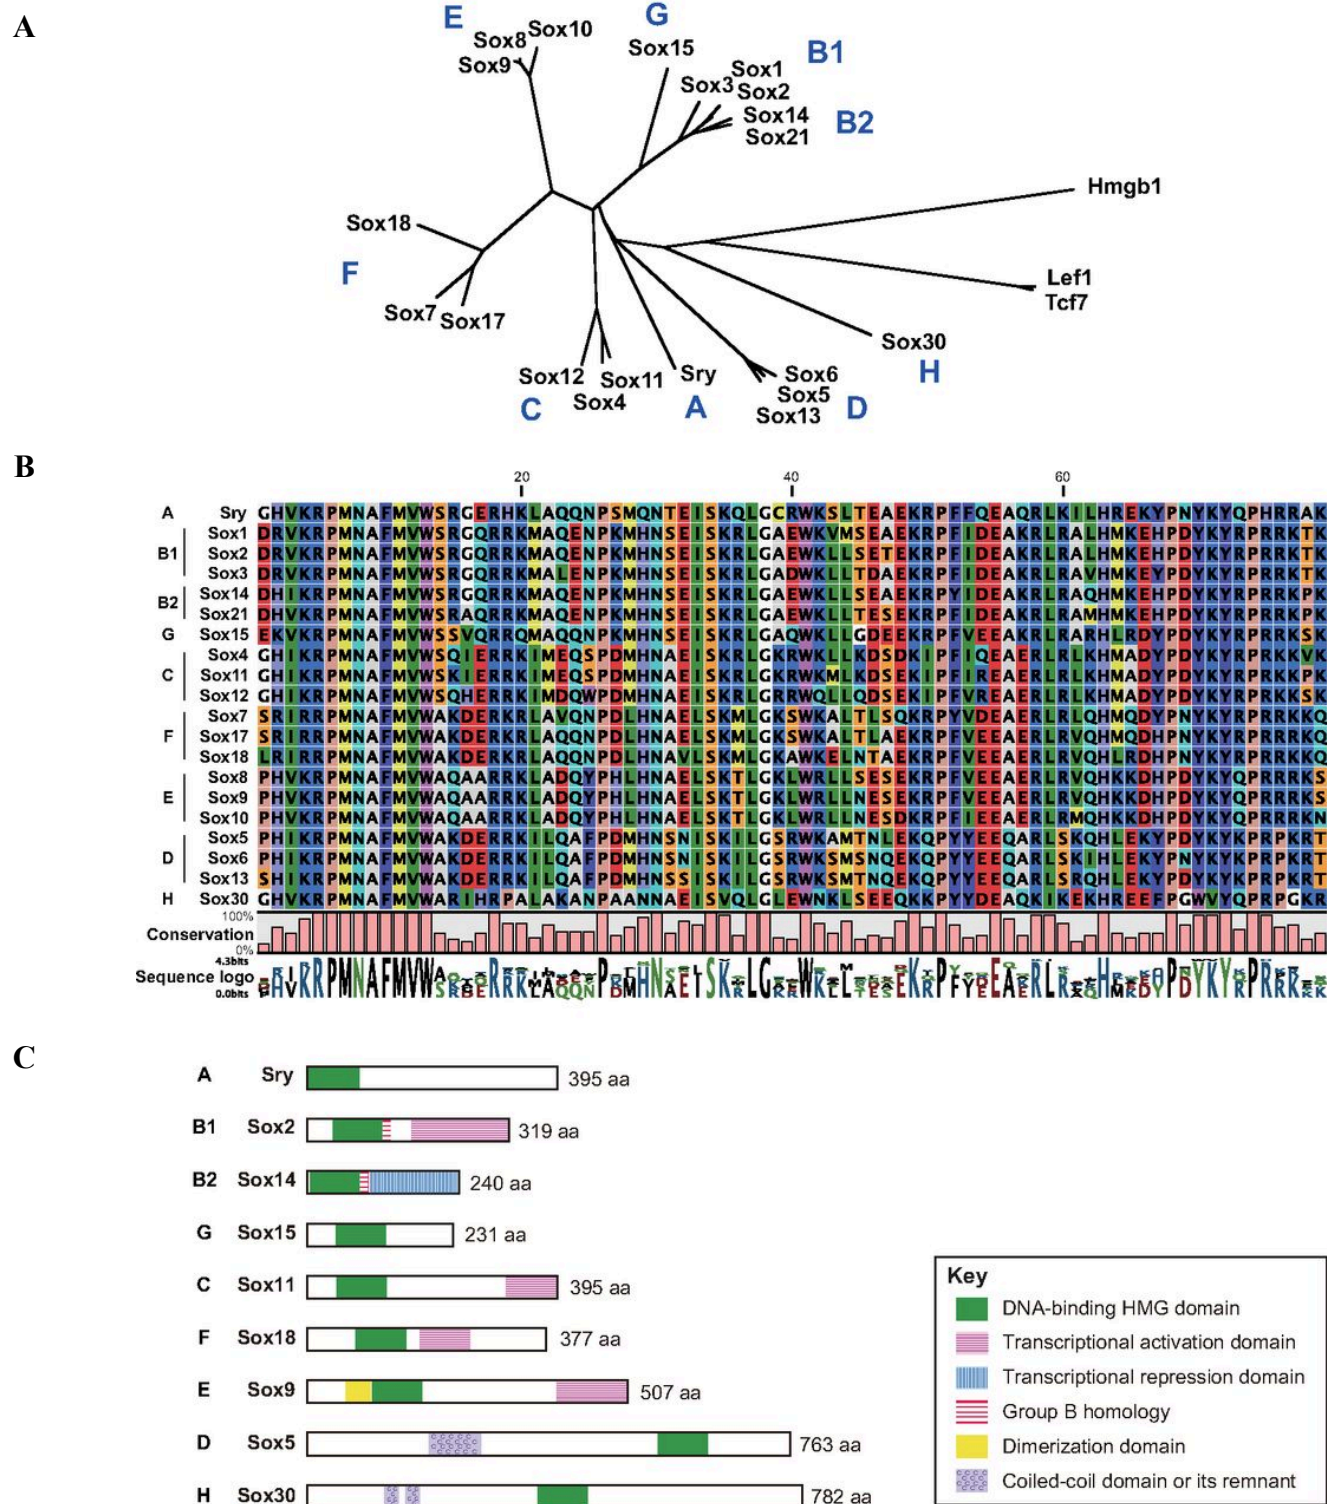 A
E
G
Sox8 Sox10
Sox9
Sox15
B1
Sox1
Sox3 Sox2
Sox14
B2
Sox21
Hmgb1
Sox18
F
Lef1
Tcf7
Sox7 Sox17
Sox30
H
Sox12 Sox11 Sry
Sox4
C
A
Sox6
Sox5
Sox13
D
B
20 40 60
A Sry GHVKRPMNAFMVWSRGERHKLAQQNPSMQNTEISKQLGCRWKSLTEAEKRPFFQEAQRLKILHREKYPNYKYQPHRRAK
B1 Sox1 DRVKRPMNAFMVWSRGQRRKMAQENPKMHNSEISKRLGAEWKVMSEAEKRPFIDEAKRLRALHMKEHPDYKYRPRRKTK
Sox2 DRVKRPMNAFMVWSRGQRRKMAQENPKMHNSEISKRLGAEWKLLSETEKRPFIDEAKRLRALHMKEHPDYKYRPRRKTK
Sox3 DRVKRPMNAFMVWSRGQRRKMALENPKMHNSEISKRLGADWKLLTDAEKRPFIDEAKRLRAVHMKEYPDYKYRPRRKTK
B2 Sox14 DHIKRPMNAFMVWSRGQRRKMAQENPKMHNSEISKRLGAEWKLLSEAEKRPYIDEAKRLRAQHMKEHPDYKYRPRRKPK
Sox21 DHVKRPMNAFMVWSRAQRRKMAQENPKMHNSEISKRLGAEWKLLTESEKRPFIDEAKRLRAMHMKEHPDYKYRPRRKPK
G Sox15 EKVKRPMNAFMVWSSVQRRQMAQQNPKMHNSEISKRLGAQWKLLGDEEKRPFVEEAKRLRARHLRDYPDYKYRPRRKSK
C Sox4 GHIKRPMNAFMVWSQIERRKIMEQSPDMHNAEISKRLGKRWKLLKDSDKIPFIQEAERLRLKHMADYPDYKYRPRKKVK
Sox11 GHIKRPMNAFMVWSKIERRKIMEQSPDMHNAEISKRLGKRWKMLKDSEKIPFIREAERLRLKHMADYPDYKYRPRKKPK
Sox12 GHIKRPMNAFMVWSQHERRKIMDQWPDMHNAEISKRLGRRWQLLQDSEKIPFVREAERLRLKHMADYPDYKYRPRKKSK
F Sox7 SRIRRPMNAFMVWAKDERKRLAVQNPDLHNAELSKMLGKSWKALTLSQKRPYVDEAERLRLQHMQDYPNYKYRPRRKKQ
Sox17 SRIRRPMNAFMVWAKDERKRLAQQNPDLHNAELSKMLGKSWKALTLAEKRPFVEEAERLRVQHMQDHPNYKYRPRRRKQ
Sox18 LRIRRPMNAFMVWAKDERKRLAQQNPDLHNAVLSKMLGKAWKELNTAEKRPFVEEAERLRVQHLRDHPNYKYRPRRKKQ
E Sox8 PHVKRPMNAFMVWAQAARRKLADQYPHLHNAELSKTLGKLWRLLSESEKRPFVEEAERLRVQHKKDHPDYKYQPRRRKS
Sox9 PHVKRPMNAFMVWAQAARRKLADQYPHLHNAELSKTLGKLWRLLNESEKRPFVEEAERLRVQHKKDHPDYKYQPRRRKS
Sox10 PHVKRPMNAFMVWAQAARRKLADQYPHLHNAELSKTLGKLWRLLNESDKRPFIEEAERLRMQHKKDHPDYKYQPRRRKN
D Sox5 PHIKRPMNAFMVWAKDERRKILQAFPDMHNSNISKILGSRWKAMTNLEKQPYYEEQARLSKQHLEKYPDYKYKPRPKRT
Sox6 PHIKRPMNAFMVWAKDERRKILQAFPDMHNSNISKILGSRWKSMSNQEKQPYYEEQARLSKIHLEKYPNYKYKPRPKRT
Sox13 SHIKRPMNAFMVWAKDERRKILQAFPDMHNSSISKILGSRWKSMTNQEKQPYYEEQARLSRQHLEKYPDYKYKPRPKRT
H Sox30 GHVKRPMNAFMVWARIHRPALAKANPAANNAEISVQLGLEWNKLSEEQKKPYYDEAQKIKEKHREEFPGWVYQPRPGKR
100%
Conservation
0%
4.3bits
Sequence logo
0.0bits
C
A Sry 395 aa
B1 Sox2 319 aa
B2 Sox14 240 aa
G Sox15 231 aa
C Sox11 395 aa
F Sox18 377 aa
E Sox9 507 aa
D Sox5 763 aa
H Sox30 782 aa
Key
DNA-binding HMG domain
Transcriptional activation domain
Transcriptional repression domain
Group B homology
Dimerization domain
Coiled-coil domain or its remnant